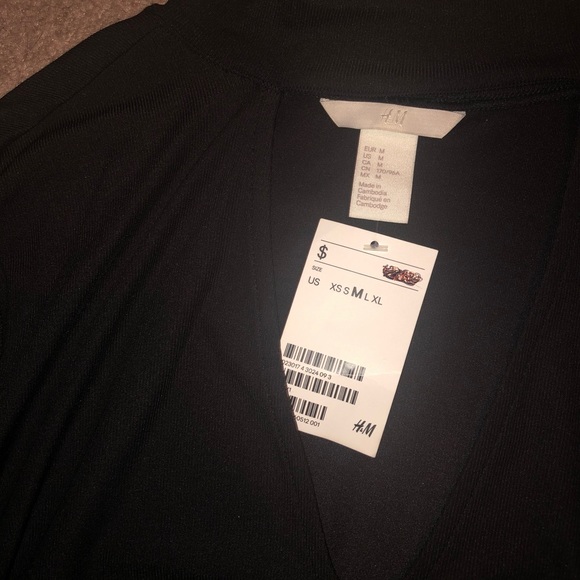 H&M
EUR M
US M
CA M
CN 170/96A
MX M
Made in
Cambodia
Fabriqué en
Cambodge
$
SIZE
US XS S M L XL
H&M